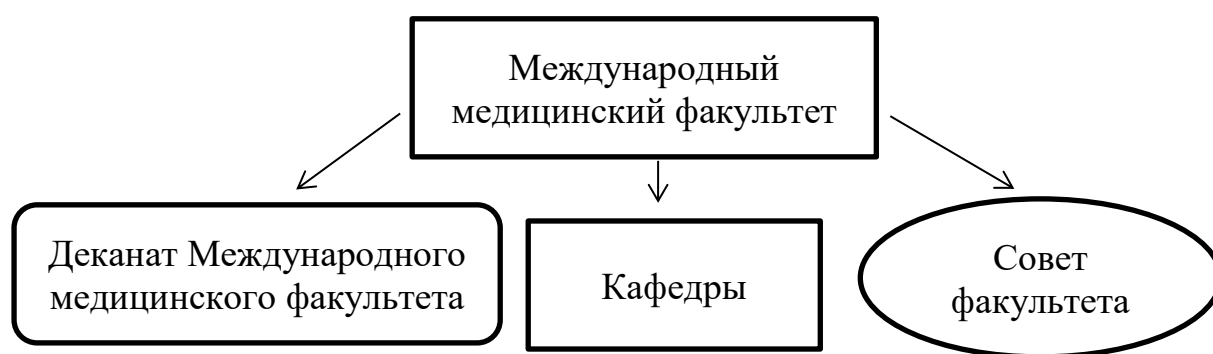 Международный
медицинский факультет
Деканат Международного
медицинского факультета
Кафедры
Совет
факультета